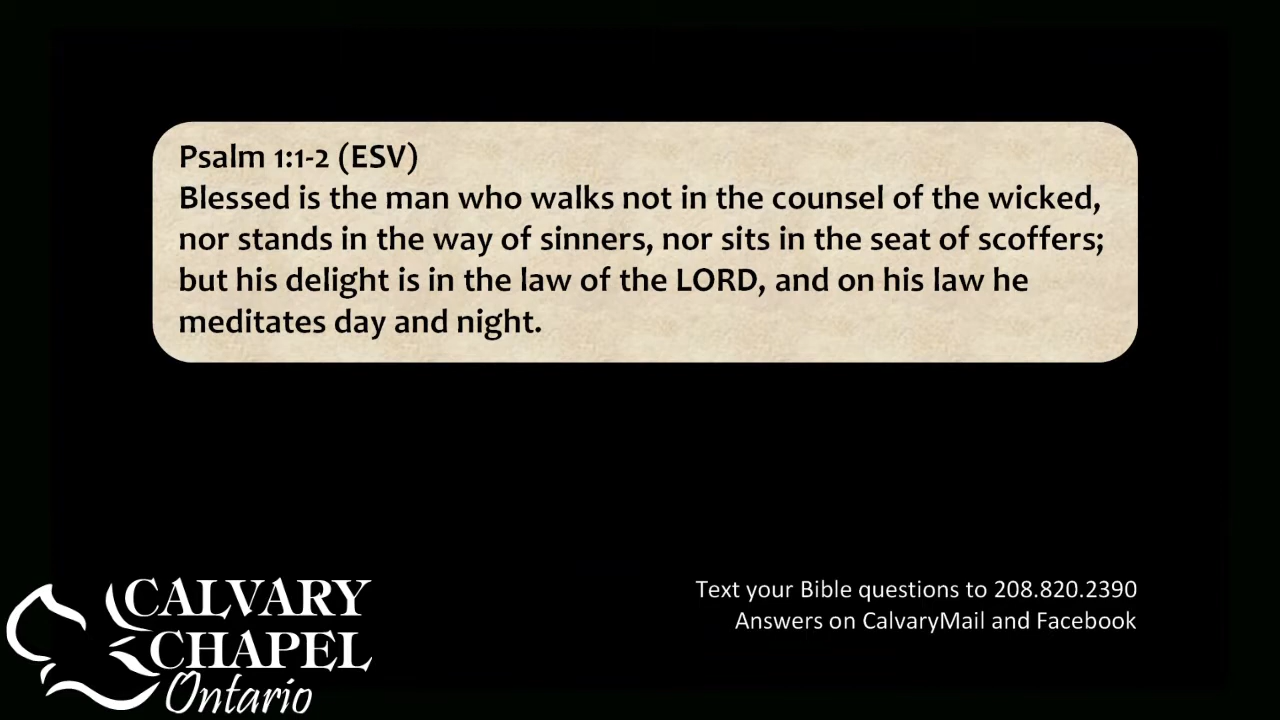 Psalm 1:1-2 (ESV)
Blessed is the man who walks not in the counsel of the wicked,
nor stands in the way of sinners, nor sits in the seat of scoffers;
but his delight is in the law of the LORD, and on his law he
meditates day and night.
Text your Bible questions to 208.820.2390
Answers on CalvaryMail and Facebook
CALVARY
CHAPEL
Ontario